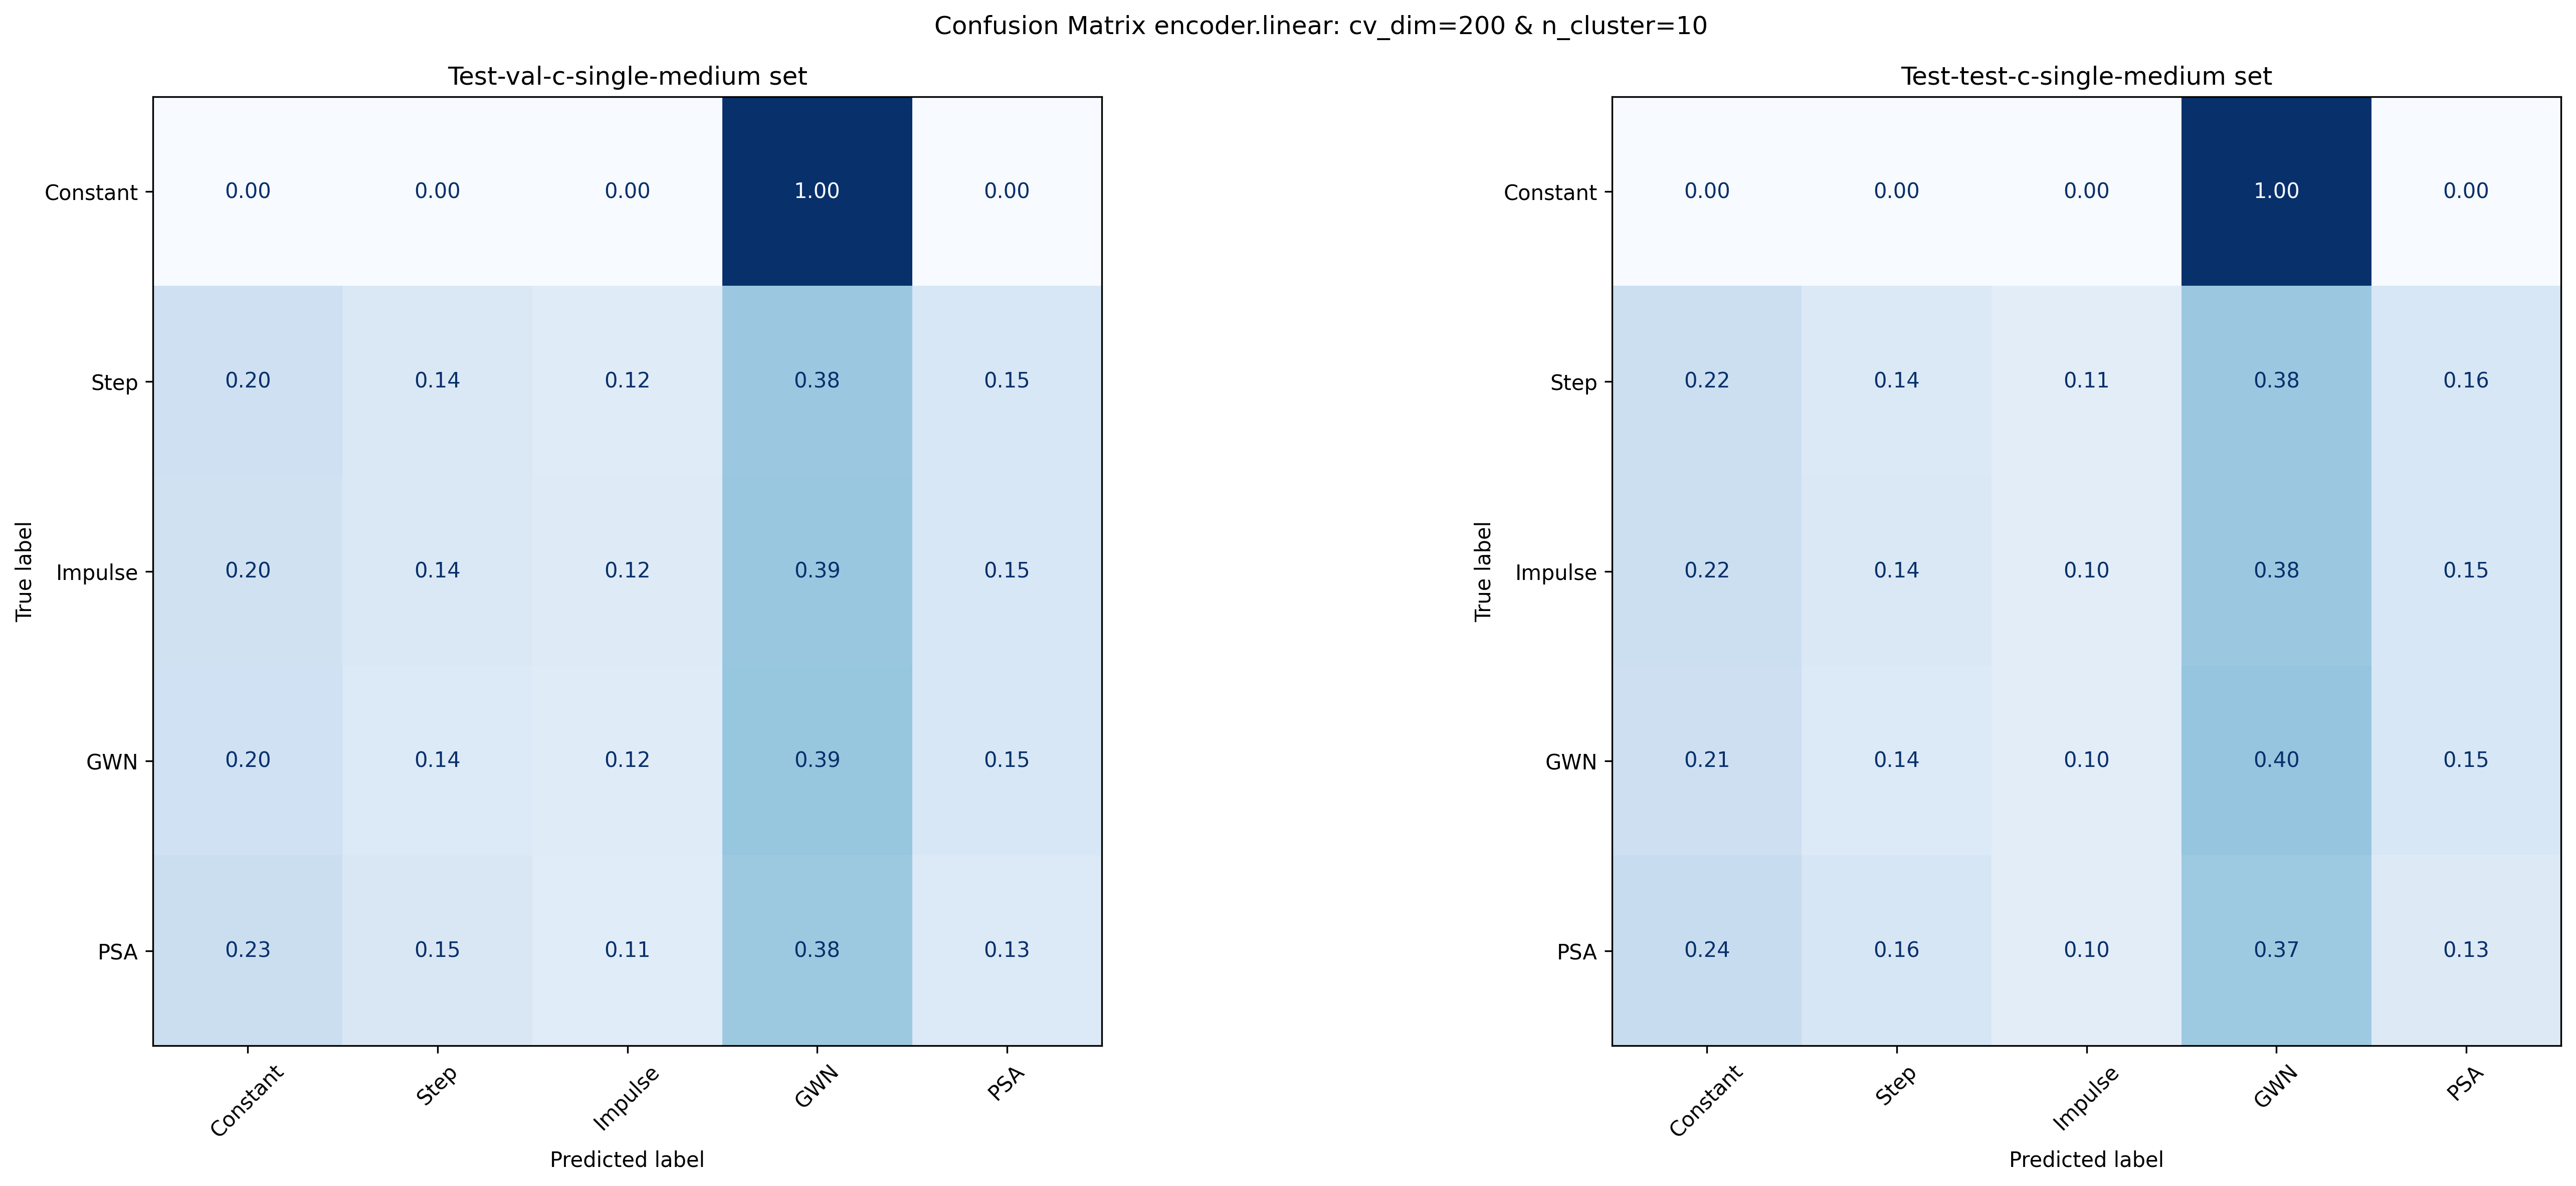 Confusion Matrix encoder.linear: cv_dim=200 & n_cluster=10
Test-val-c-single-medium set
True label
Constant 0.00 0.00 0.00 1.00 0.00
Step 0.20 0.14 0.12 0.38 0.15
Impulse 0.20 0.14 0.12 0.39 0.15
GWN 0.20 0.14 0.12 0.39 0.15
PSA 0.23 0.15 0.11 0.38 0.13
Constant Step Impulse GWN PSA
Predicted label
Test-test-c-single-medium set
True label
Constant 0.00 0.00 0.00 1.00 0.00
Step 0.22 0.14 0.11 0.38 0.16
Impulse 0.22 0.14 0.10 0.38 0.15
GWN 0.21 0.14 0.10 0.40 0.15
PSA 0.24 0.16 0.10 0.37 0.13
Constant Step Impulse GWN PSA
Predicted label